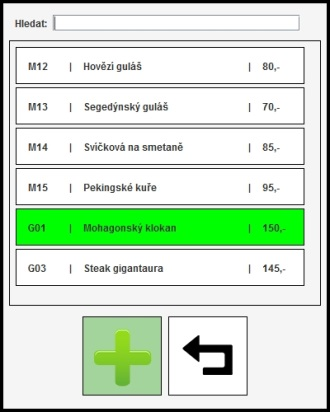 Hledat:
M12 | Hovězí guláš | 80,-
M13 | Segedýnský guláš | 70,-
M14 | Svíčková na smetaně | 85,-
M15 | Pekingské kuře | 95,-
G01 | Mohagonský klokan | 150,-
G03 | Steak gigantaura | 145,-